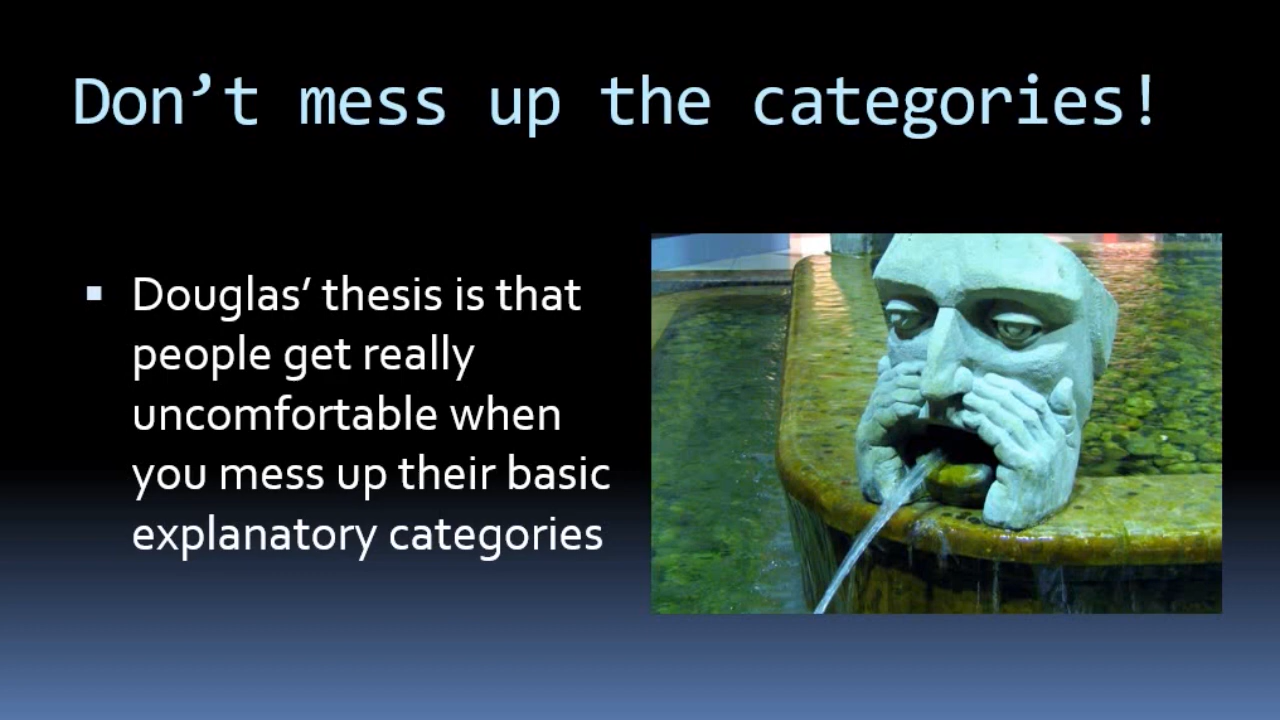 Don’t mess up the categories!
Douglas’ thesis is that
people get really
uncomfortable when
you mess up their basic
explanatory categories